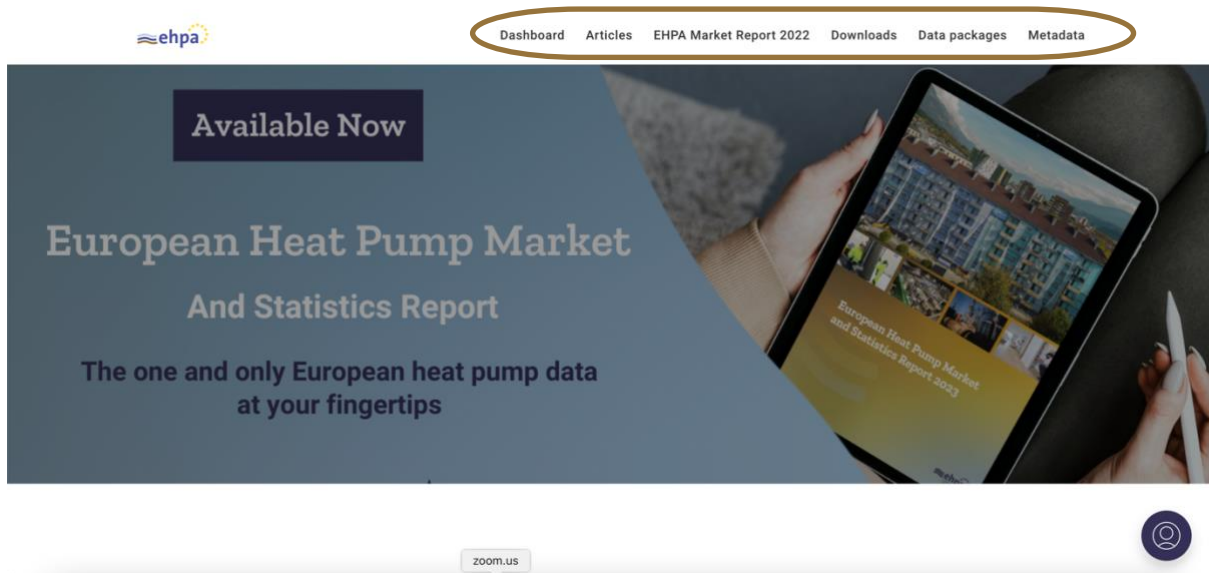 ehpa
Dashboard Articles EHPA Market Report 2022 Downloads Data packages Metadata
Available Now
European Heat Pump Market
And Statistics Report
The one and only European heat pump data
at your fingertips
European Heat Pump Market
and Statistics Report 2023
ehpa
zoom.us